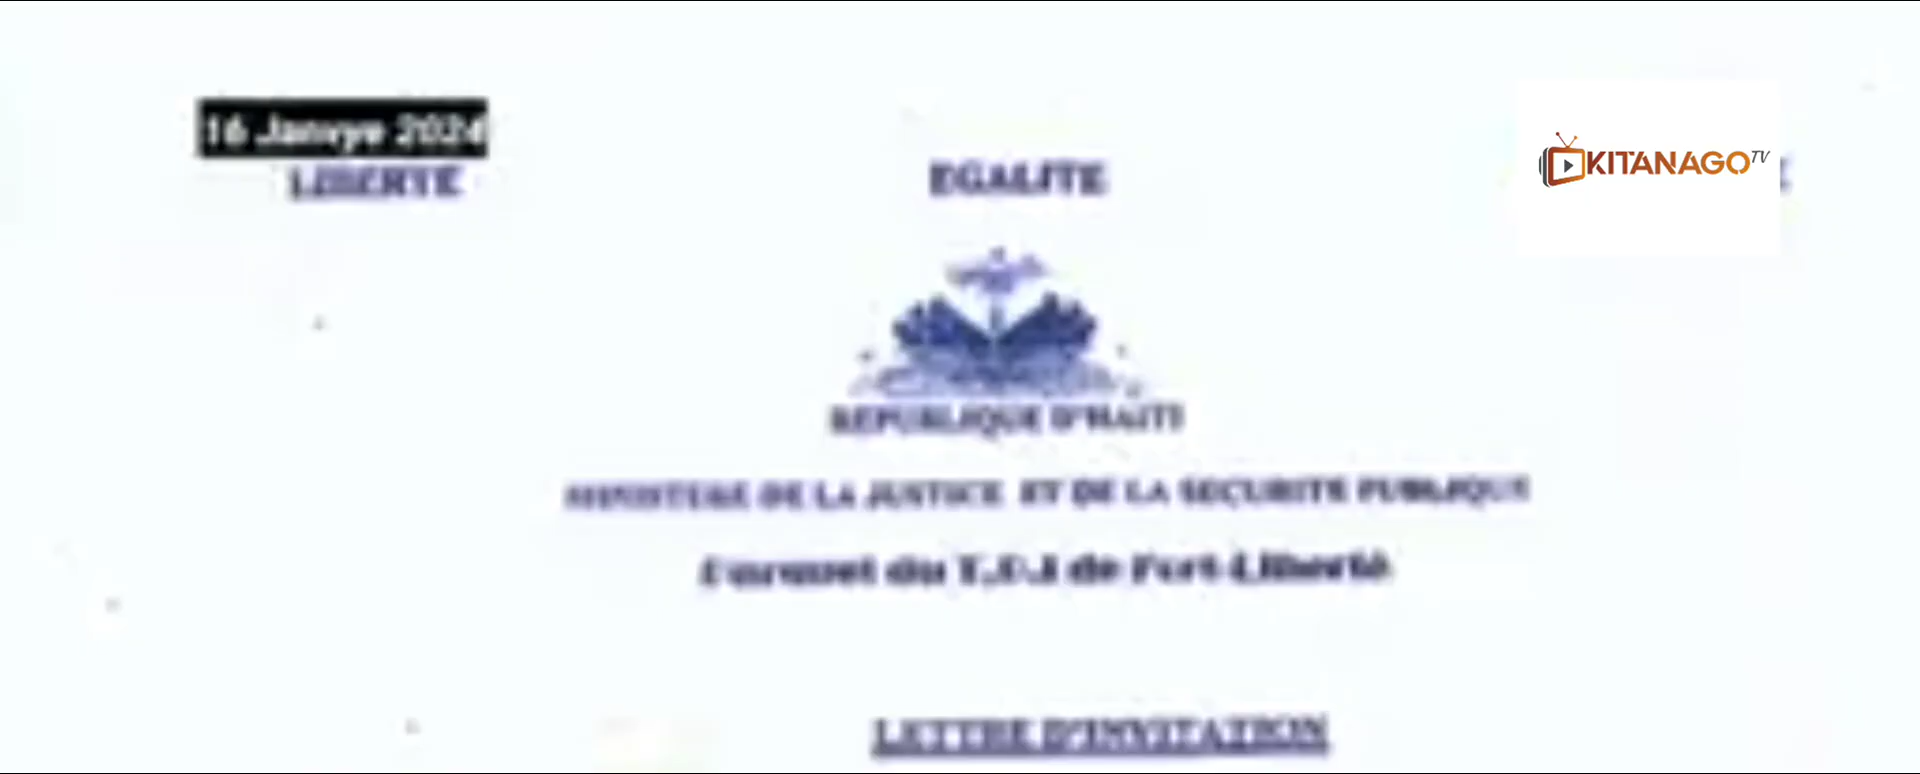 16 Janvye 2024
LIBERTE EGALITE KITANAGO TV
REPUBLIQUE D'HAITI
MINISTERE DE LA JUSTICE ET DE LA SECURITE PUBLIQUE
Parquet du T.P.I de Fort-Liberté
LETTRE D'INVITATION